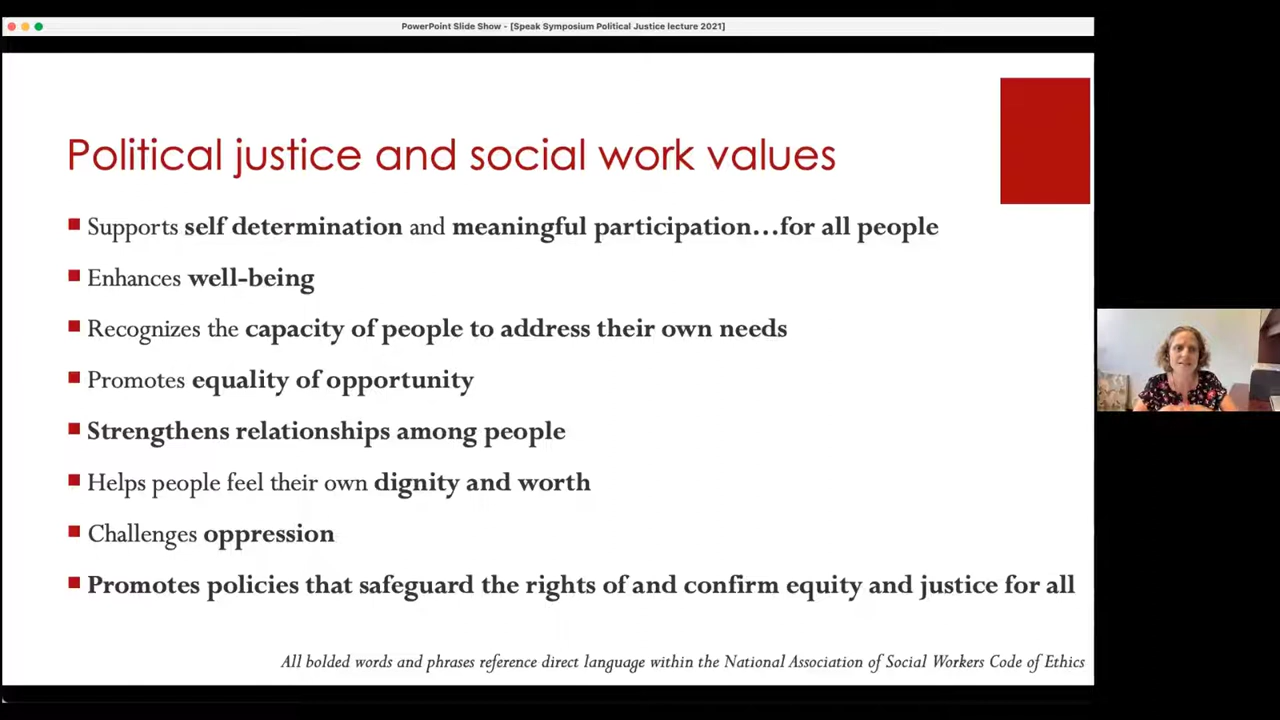 PowerPoint Slide Show - [Speak Symposium Political Justice lecture 2021]
Political justice and social work values
Supports self determination and meaningful participation...for all people
Enhances well-being
Recognizes the capacity of people to address their own needs
Promotes equality of opportunity
Strengthens relationships among people
Helps people feel their own dignity and worth
Challenges oppression
Promotes policies that safeguard the rights of and confirm equity and justice for all
All bolded words and phrases reference direct language within the National Association of Social Workers Code of Ethics